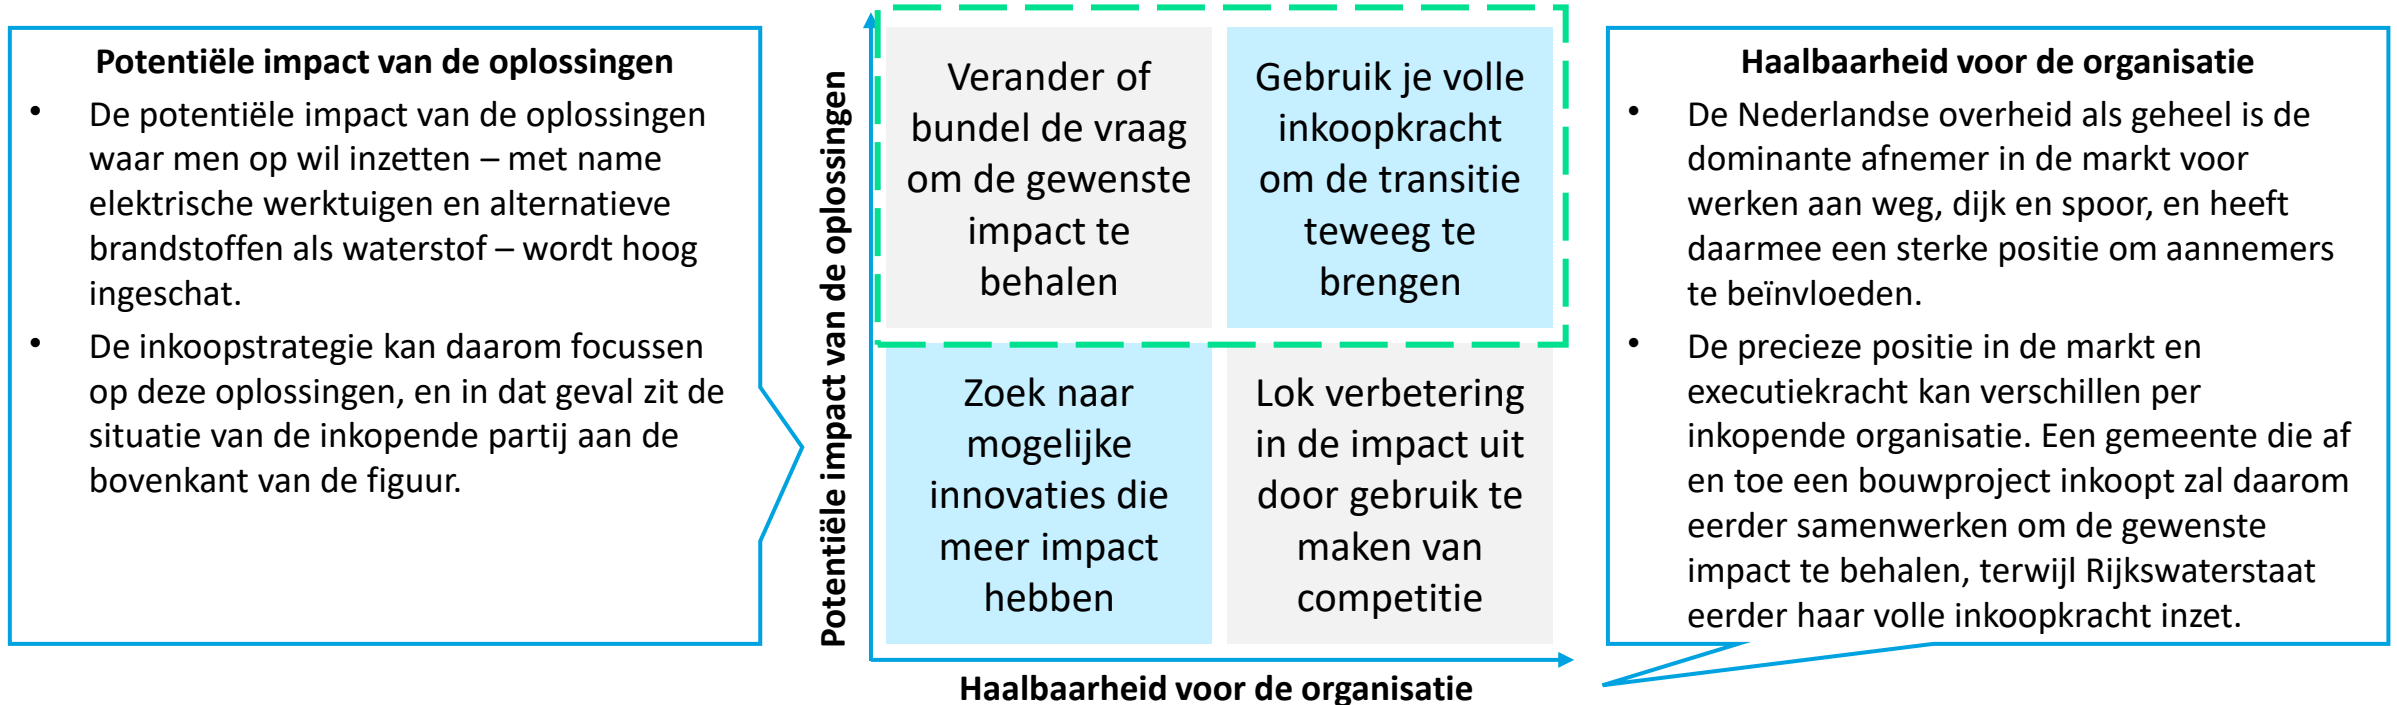 Potentiële impact van de oplossingen
• De potentiële impact van de oplossingen
waar men op wil inzetten – met name
elektrische werktuigen en alternatieve
brandstoffen als waterstof – wordt hoog
ingeschat.
• De inkoopstrategie kan daarom focussen
op deze oplossingen, en in dat geval zit de
situatie van de inkopende partij aan de
bovenkant van de figuur.
Potentiële impact van de oplossingen
Verander of
bundel de vraag
om de gewenste
impact te
behalen
Gebruik je volle
inkoopkracht
om de transitie
teweeg te
brengen
Zoek naar
mogelijke
innovaties die
meer impact
hebben
Lok verbetering
in de impact uit
door gebruik te
maken van
competitie
Haalbaarheid voor de organisatie
Haalbaarheid voor de organisatie
• De Nederlandse overheid als geheel is de
dominante afnemer in de markt voor
werken aan weg, dijk en spoor, en heeft
daarmee een sterke positie om aannemers
te beïnvloeden.
• De precieze positie in de markt en
executiekracht kan verschillen per
inkopende organisatie. Een gemeente die af
en toe een bouwproject inkoopt zal daarom
eerder samenwerken om de gewenste
impact te behalen, terwijl Rijkswaterstaat
eerder haar volle inkoopkracht inzet.